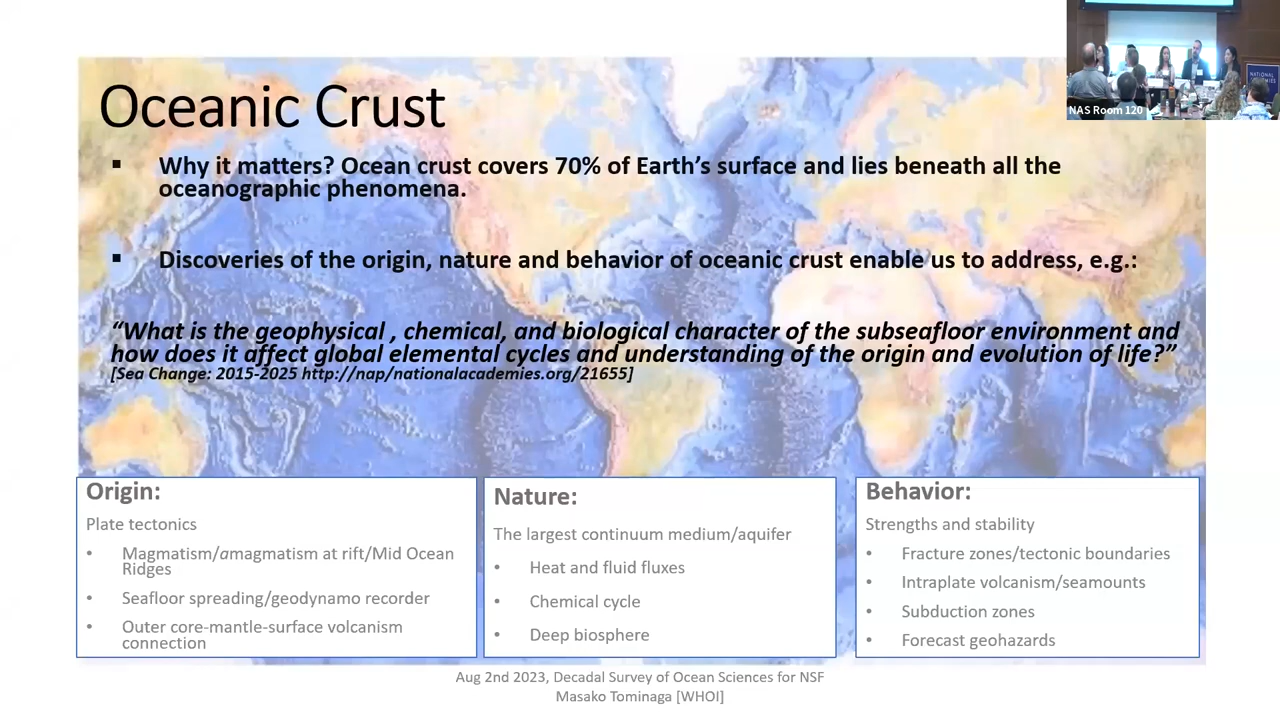 Oceanic Crust
▪ Why it matters? Ocean crust covers 70% of Earth's surface and lies beneath all the
oceanographic phenomena.
▪ Discoveries of the origin, nature and behavior of oceanic crust enable us to address, e.g.:
“What is the geophysical , chemical, and biological character of the subseafloor environment and
how does it affect global elemental cycles and understanding of the origin and evolution of life?”
[Sea Change: 2015-2025 http://nap/nationalacademies.org/21655]
Origin:
Plate tectonics
• Magmatism/amagmatism at rift/Mid Ocean
Ridges
• Seafloor spreading/geodynamo recorder
• Outer core-mantle-surface volcanism
connection
Nature:
The largest continuum medium/aquifer
• Heat and fluid fluxes
• Chemical cycle
• Deep biosphere
Behavior:
Strengths and stability
• Fracture zones/tectonic boundaries
• Intraplate volcanism/seamounts
• Subduction zones
• Forecast geohazards
Aug 2nd 2023, Decadal Survey of Ocean Sciences for NSF
Masako Tominaga [WHOI]
NAS Room 120
NATIONAL